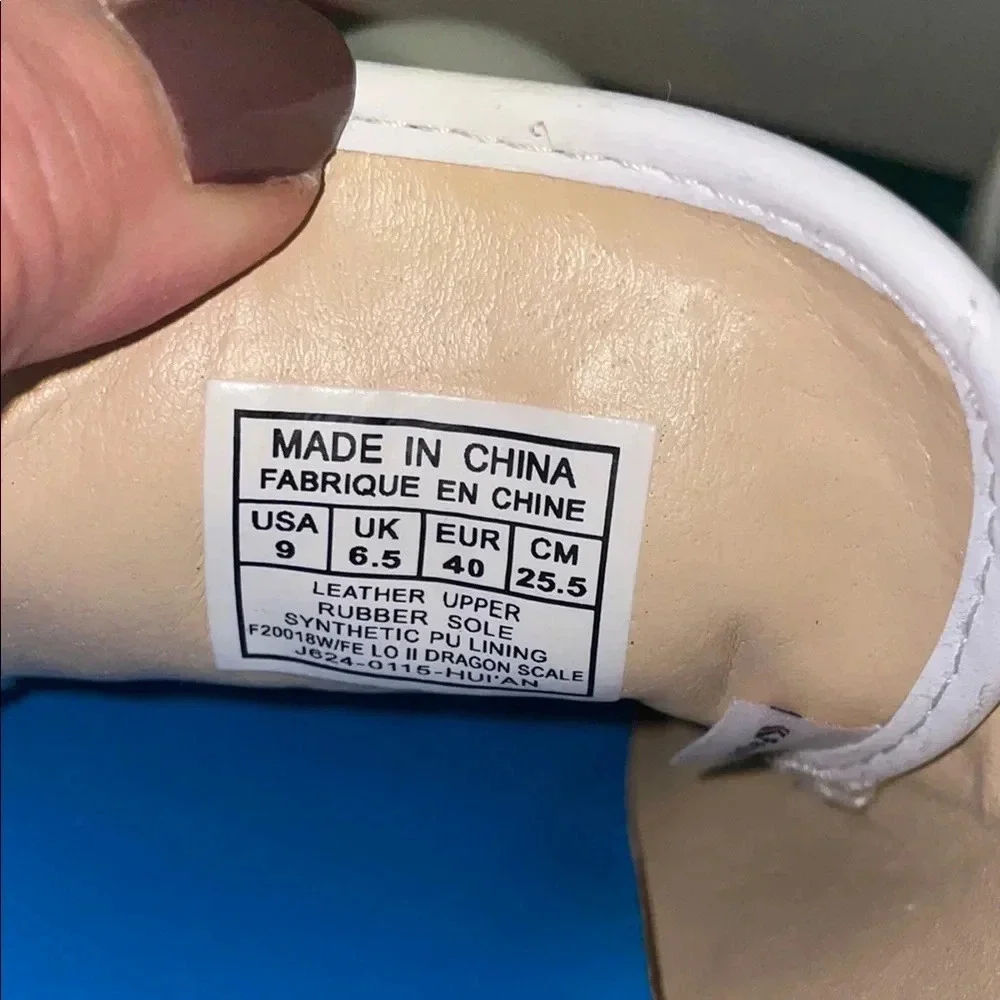 MADE IN CHINA
FABRIQUE EN CHINE
USA UK EUR CM
9 6.5 40 25.5
LEATHER UPPER
RUBBER SOLE
SYNTHETIC PU LINING
F20018W/FE LO II DRAGON SCALE
J624-0115-HUI'AN